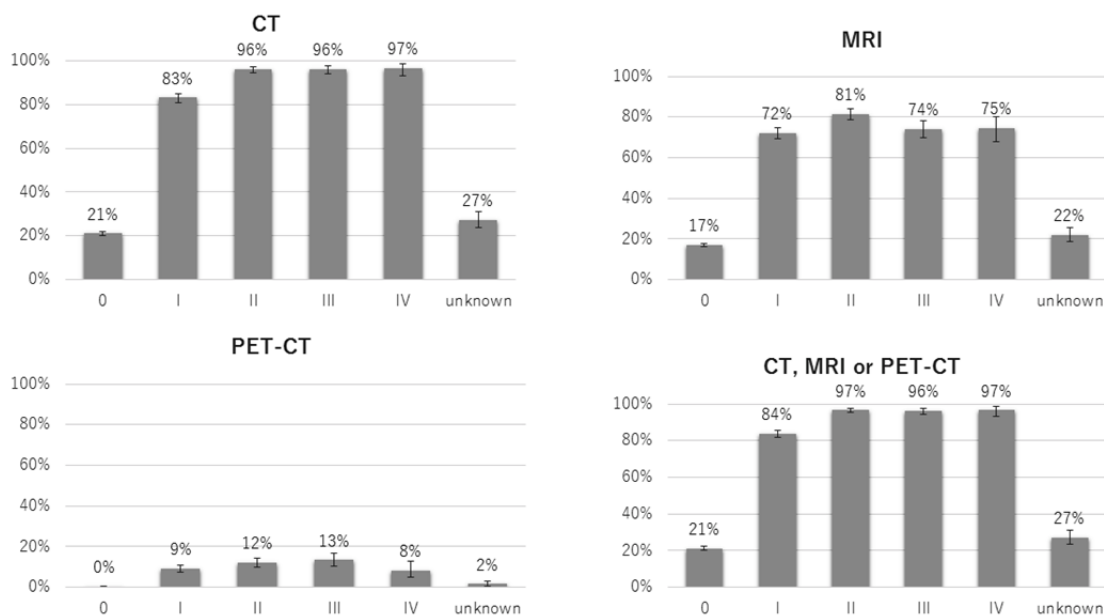 CT
96% 96% 97%
83%
21%
27%
100%
80%
60%
40%
20%
0%
0 I II III IV unknown
MRI
72% 81% 74% 75%
17%
22%
100%
80%
60%
40%
20%
0%
0 I II III IV unknown
PET-CT
0% 9% 12% 13% 8% 2%
100%
80%
60%
40%
20%
0%
0 I II III IV unknown
CT, MRI or PET-CT
97% 96% 97%
84%
21%
27%
100%
80%
60%
40%
20%
0%
0 I II III IV unknown